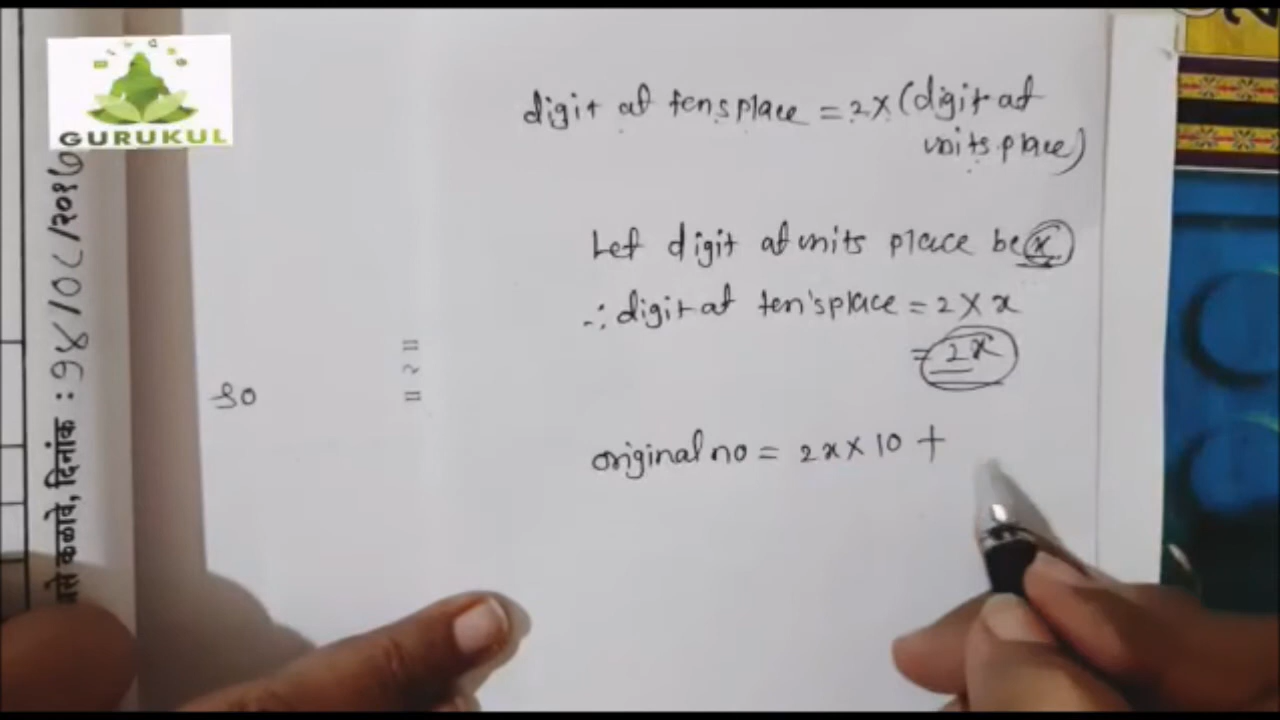 GURUKUL
digit at tens place = 2 X (digit at
units place)
Let digit at units place be x
∴ digit at ten's place = 2 X x
= 2x
original no = 2x X 10 +